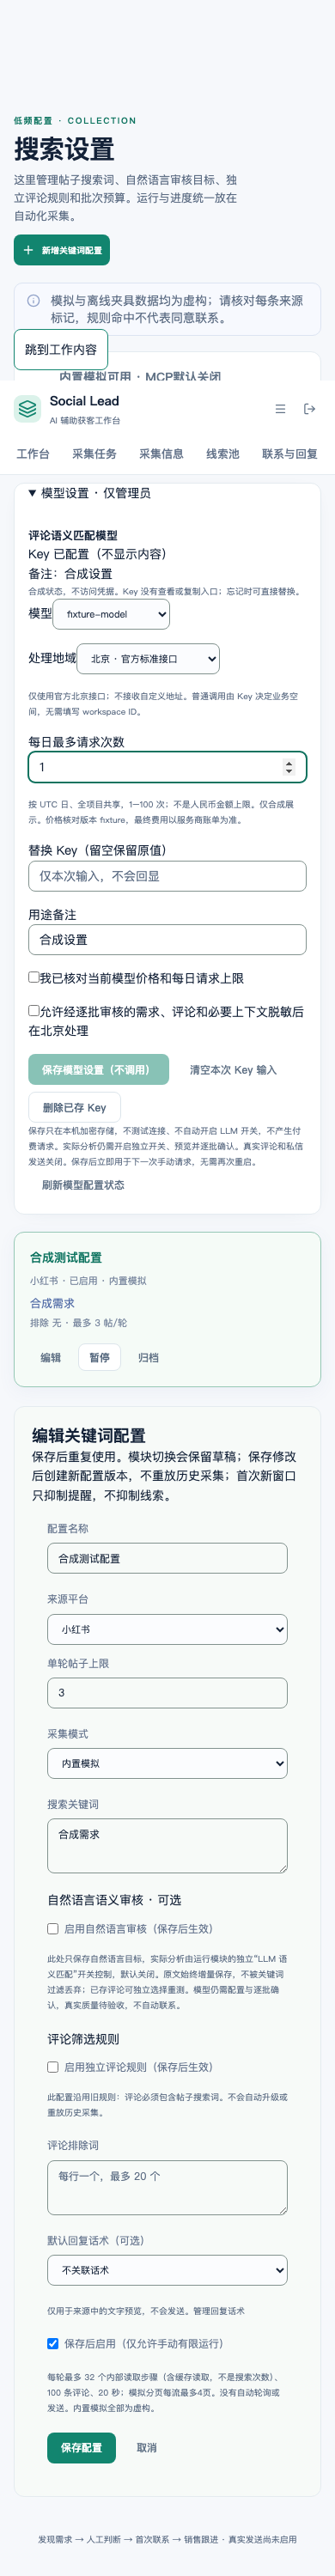 低频配置 · COLLECTION
搜索设置
这里管理帖子搜索词、自然语言审核目标、独
立评论规则和批次预算。运行与进度统一放在
自动化采集。
新增关键词配置
模拟与离线夹具数据均为虚构；请核对每条来源
标记，规则命中不代表同意联系。
跳到工作内容
内置模拟可用 · MCP默认关闭
Social Lead
AI 辅助获客工作台
工作台 采集任务 采集信息 线索池 联系与回复
▼ 模型设置 · 仅管理员
评论语义匹配模型
Key 已配置（不显示内容）
备注：合成设置
合成状态，不访问凭据。Key 没有查看或复制入口；忘记时可直接替换。
模型 fixture-model
处理地域 北京 · 官方标准接口
仅使用官方北京接口；不接收自定义地址。普通调用由 Key 决定业务空
间，无需填写 workspace ID。
每日最多请求次数
1
按 UTC 日、全项目共享，1—100 次；不是人民币金额上限。仅合成展
示。价格核对版本 fixture，最终费用以服务商账单为准。
替换 Key（留空保留原值）
仅本次输入，不会回显
用途备注
合成设置
我已核对当前模型价格和每日请求上限
允许经逐批审核的需求、评论和必要上下文脱敏后
在北京处理
保存模型设置（不调用） 清空本次 Key 输入
删除已存 Key
保存只在本机加密存储，不测试连接、不自动开启 LLM 开关，不产生付
费请求。实际分析仍需开启独立开关、预览并逐批确认。真实评论和私信
发送关闭。保存后立即用于下一次手动请求，无需再次重启。
刷新模型配置状态
合成测试配置
小红书 · 已启用 · 内置模拟
合成需求
排除 无 · 最多 3 帖/轮
编辑 暂停 归档
编辑关键词配置
保存后重复使用。模块切换会保留草稿；保存修改
后创建新配置版本，不重放历史采集；首次新窗口
只抑制提醒，不抑制线索。
配置名称
合成测试配置
来源平台
小红书
单轮帖子上限
3
采集模式
内置模拟
搜索关键词
合成需求
自然语言语义审核 · 可选
启用自然语言审核（保存后生效）
此处只保存自然语言目标，实际分析由运行模块的独立“LLM 语
义匹配”开关控制，默认关闭。原文始终增量保存，不被关键词
过滤丢弃；已存评论可独立选择重测。模型仍需配置与逐批确
认，真实质量待验收，不自动联系。
评论筛选规则
启用独立评论规则（保存后生效）
此配置沿用旧规则：评论必须包含帖子搜索词。不会自动升级或
重放历史采集。
评论排除词
每行一个，最多 20 个
默认回复话术（可选）
不关联话术
仅用于来源中的文字预览，不会发送。管理回复话术
保存后启用（仅允许手动有限运行）
每轮最多 32 个内部读取步骤（含缓存读取，不是搜索次数）、
100 条评论、20 秒；模拟分页每流最多4页。没有自动轮询或
发送。内置模拟全部为虚构。
保存配置 取消
发现需求 → 人工判断 → 首次联系 → 销售跟进 · 真实发送尚未启用